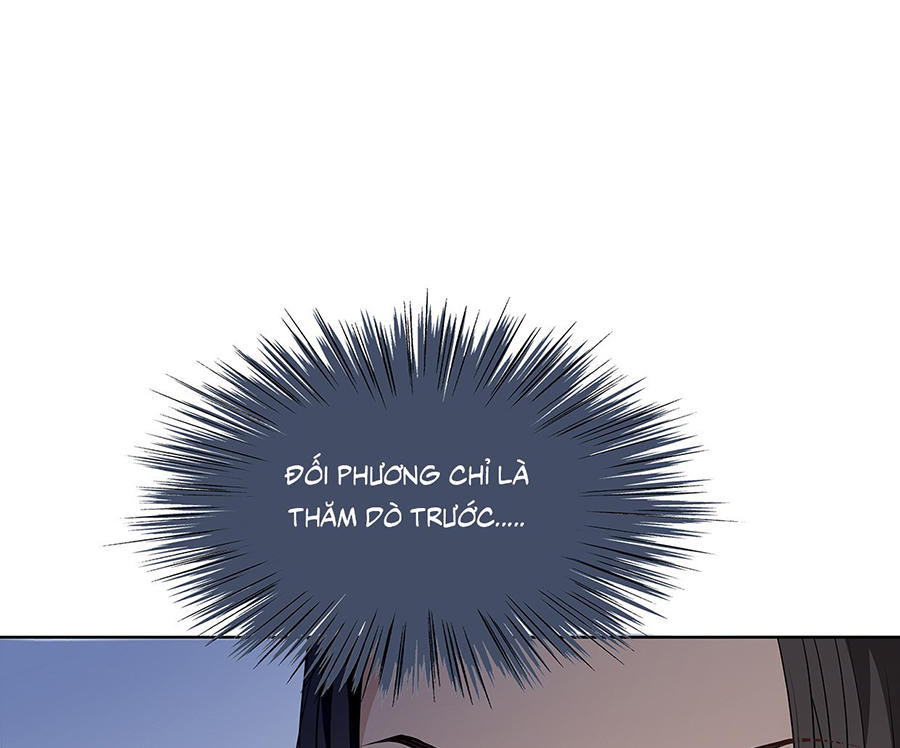 ĐỐI PHƯƠNG CHỈ LÀ
THĂM DÒ TRƯỚC.....